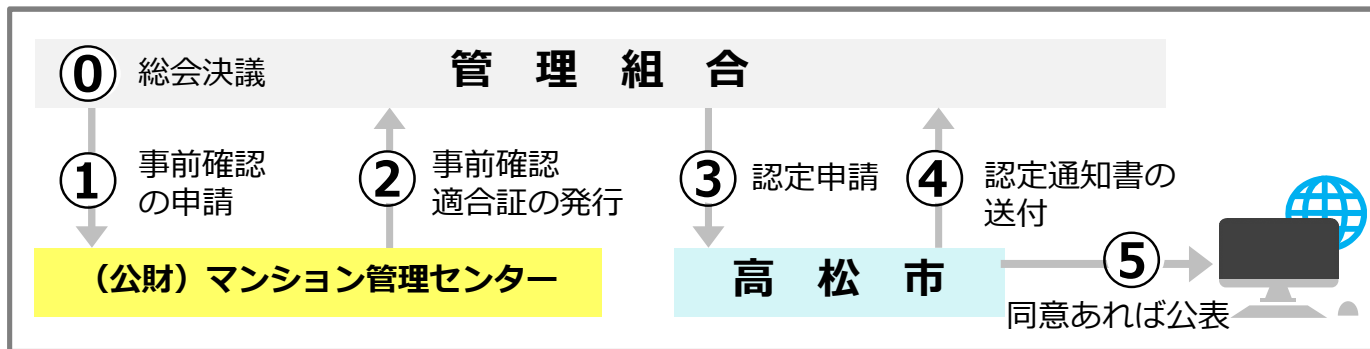 ⓪ 総会決議 管理組合
① 事前確認
の申請
② 事前確認
適合証の発行
③ 認定申請
④ 認定通知書の
送付
（公財）マンション管理センター
高松市
⑤
同意あれば公表